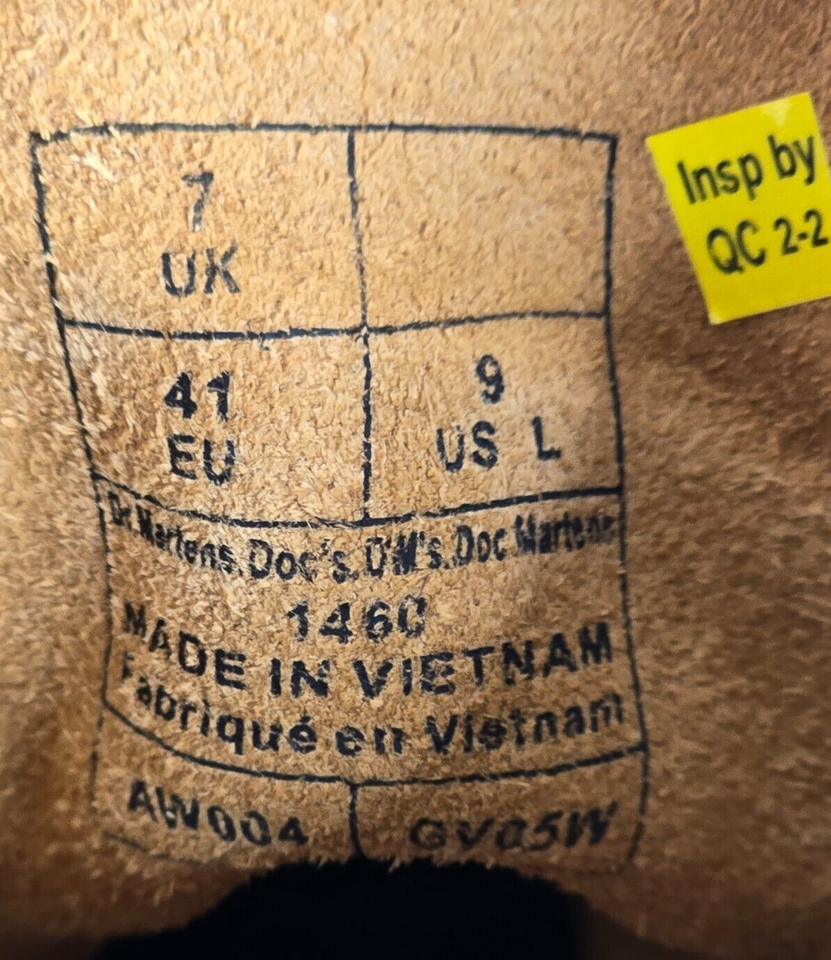 7
UK
41
EU
9
US L
Dr.Martens.Doc's.D'M's.Doc Martens
1460
MADE IN VIETNAM
Fabriqué en Vietnam
AW004
GV05W
Insp by
QC 2-2